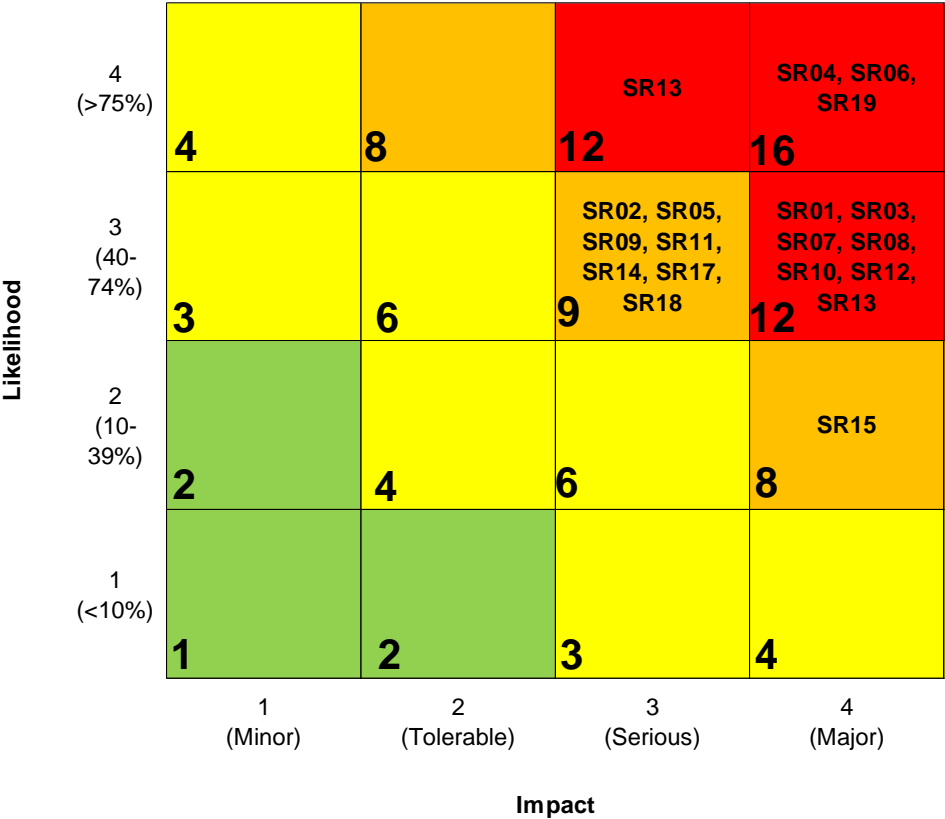 Likelihood
4
(>75%)
4
8
SR13
12
SR04, SR06,
SR19
16
3
(40-
74%)
3
6
SR02, SR05,
SR09, SR11,
SR14, SR17,
SR18
9
SR01, SR03,
SR07, SR08,
SR10, SR12,
SR13
12
2
(10-
39%)
2
4
6
SR15
8
1
(<10%)
1
2
3
4
1
(Minor)
2
(Tolerable)
3
(Serious)
4
(Major)
Impact